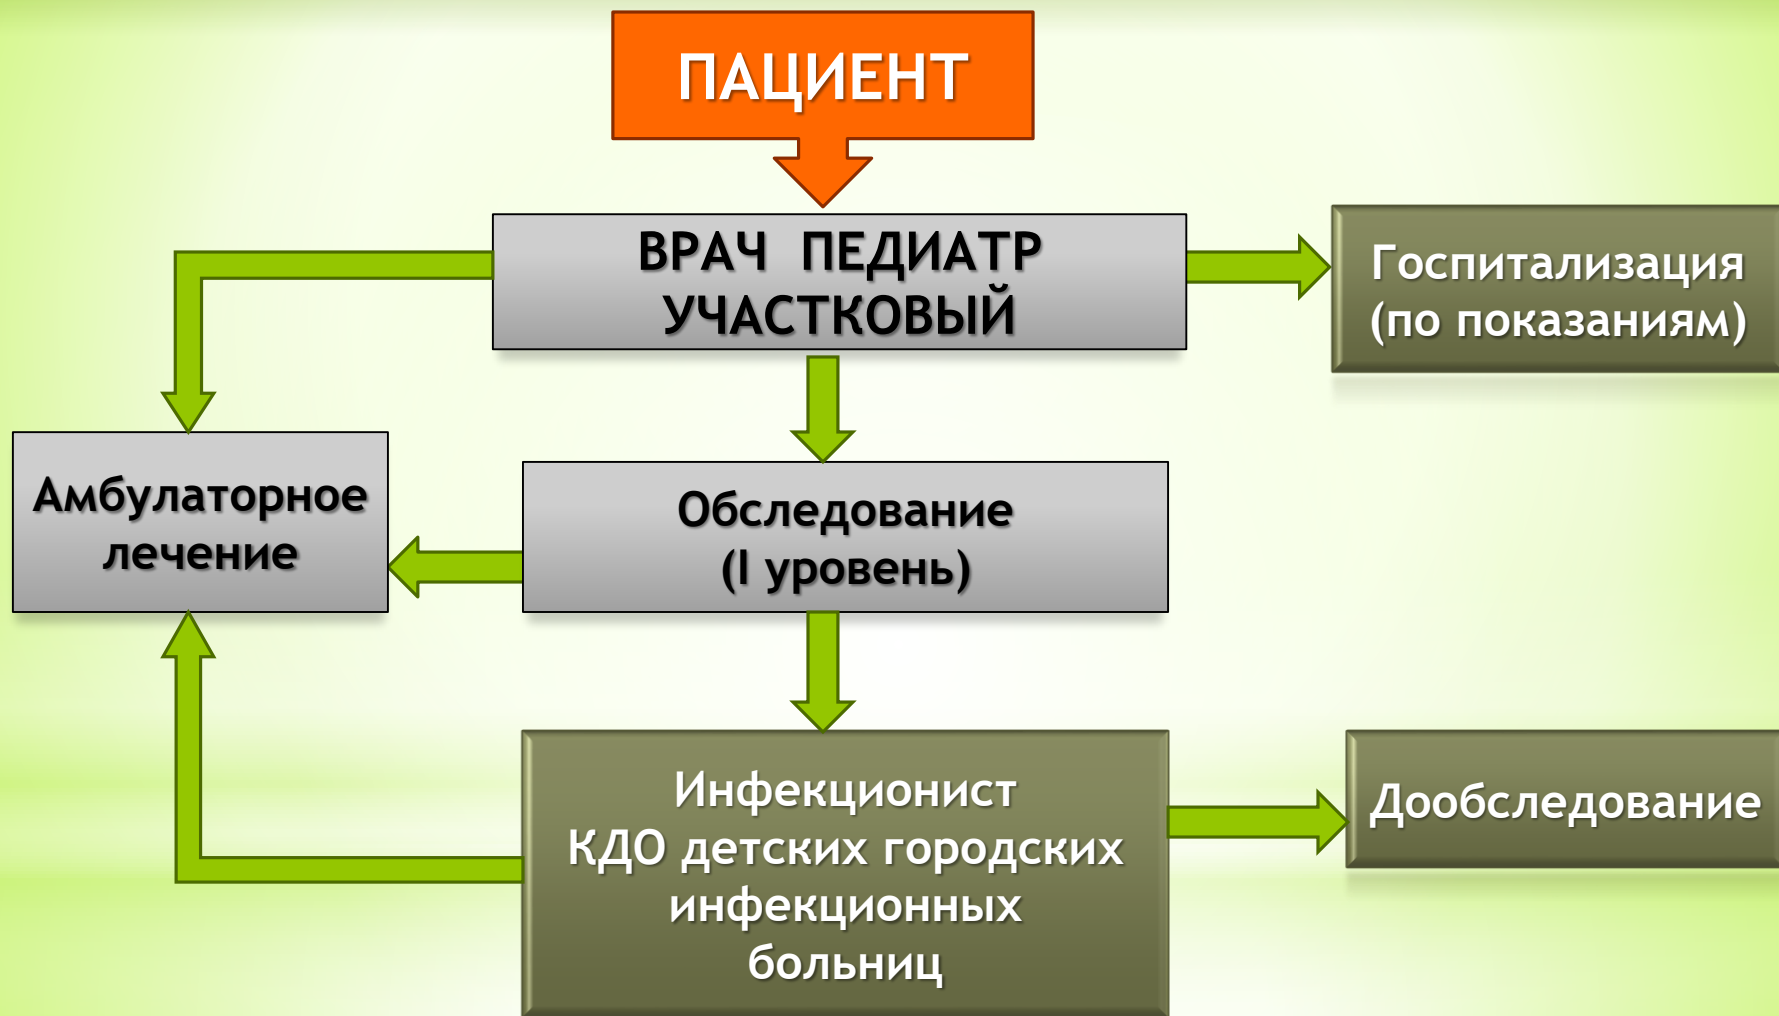 ПАЦИЕНТ
ВРАЧ ПЕДИАТР
УЧАСТКОВЫЙ
Госпитализация
(по показаниям)
Амбулаторное
лечение
Обследование
(I уровень)
Инфекционист
КДО детских городских
инфекционных
больниц
Дообследование